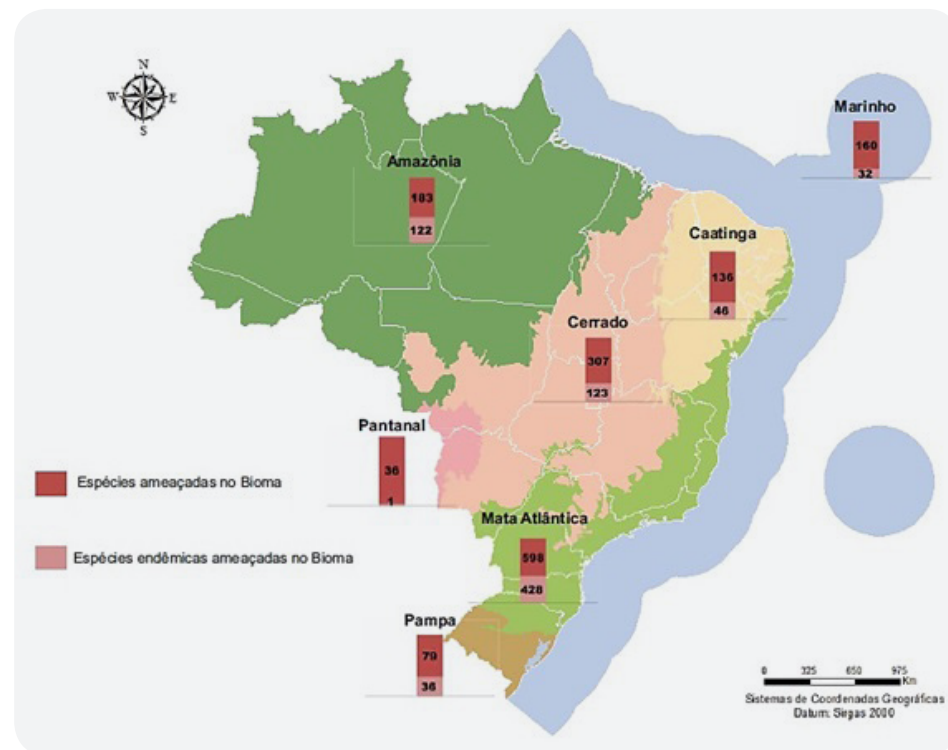 N
W E
S
Marinho
160
32
Amazônia
183
122
Caatinga
136
46
Cerrado
307
123
Pantanal
36
1
Espécies ameaçadas no Bioma
Espécies endêmicas ameaçadas no Bioma
Mata Atlântica
598
428
Pampa
79
36
0 325 650 975
Km
Sistemas de Coordenadas Geográficas
Datum: Sirgas 2000